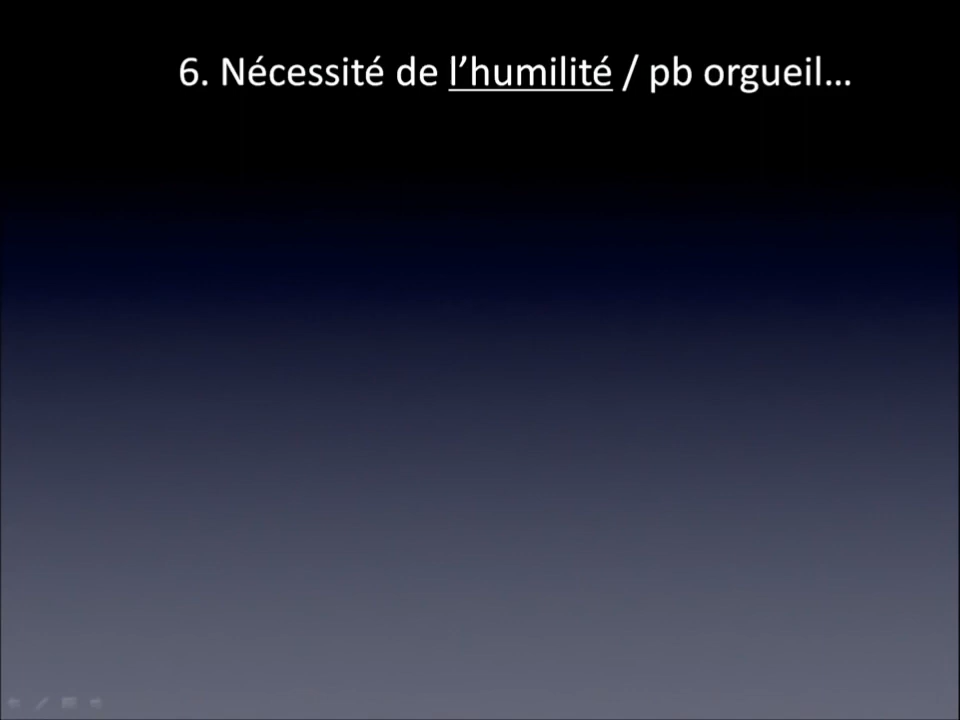 6. Nécessité de l’humilité / pb orgueil…